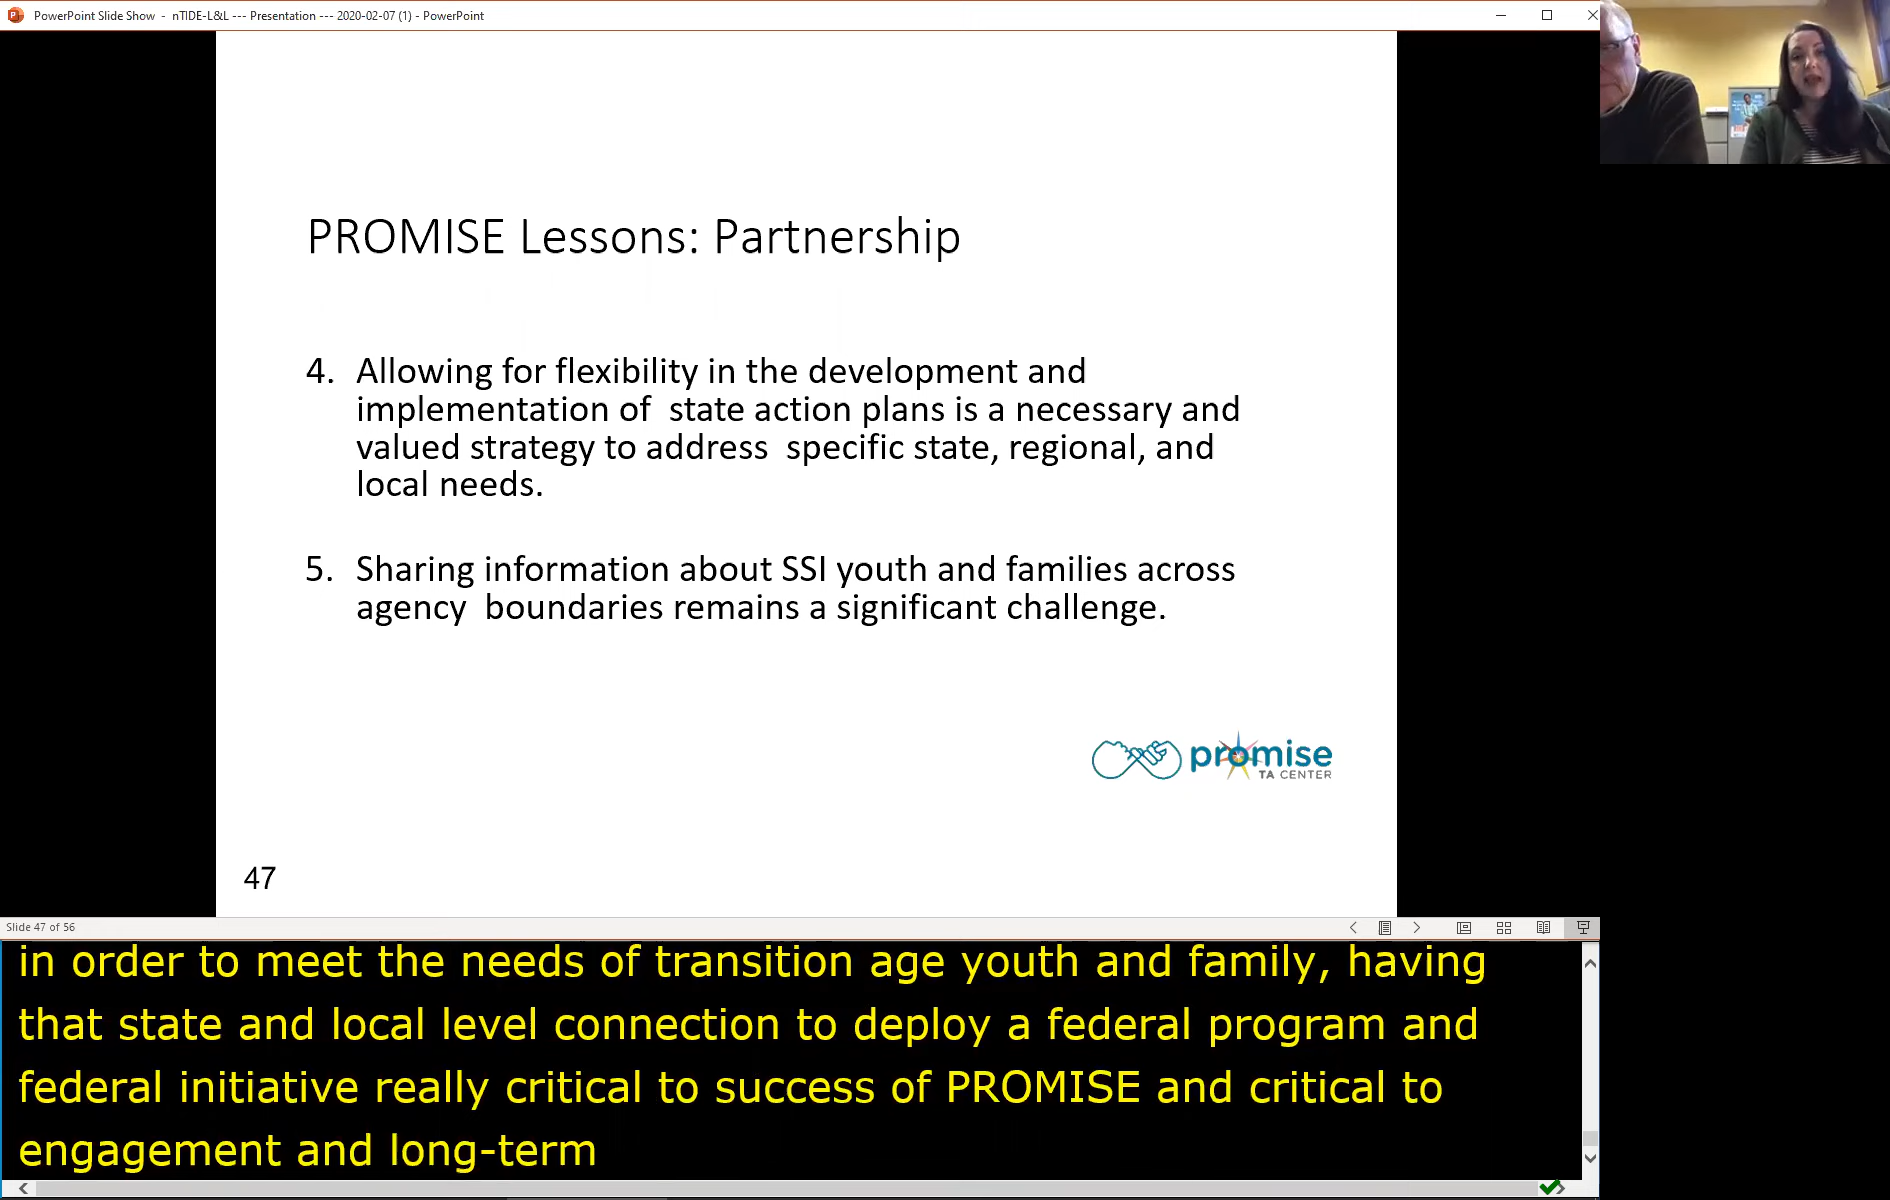 PowerPoint Slide Show - nTIDE-L&L --- Presentation --- 2020-02-07 (1) - PowerPoint
PROMISE Lessons: Partnership
4. Allowing for flexibility in the development and
implementation of state action plans is a necessary and
valued strategy to address specific state, regional, and
local needs.
5. Sharing information about SSI youth and families across
agency boundaries remains a significant challenge.
promise
TA CENTER
47
Slide 47 of 56
in order to meet the needs of transition age youth and family, having
that state and local level connection to deploy a federal program and
federal initiative really critical to success of PROMISE and critical to
engagement and long-term